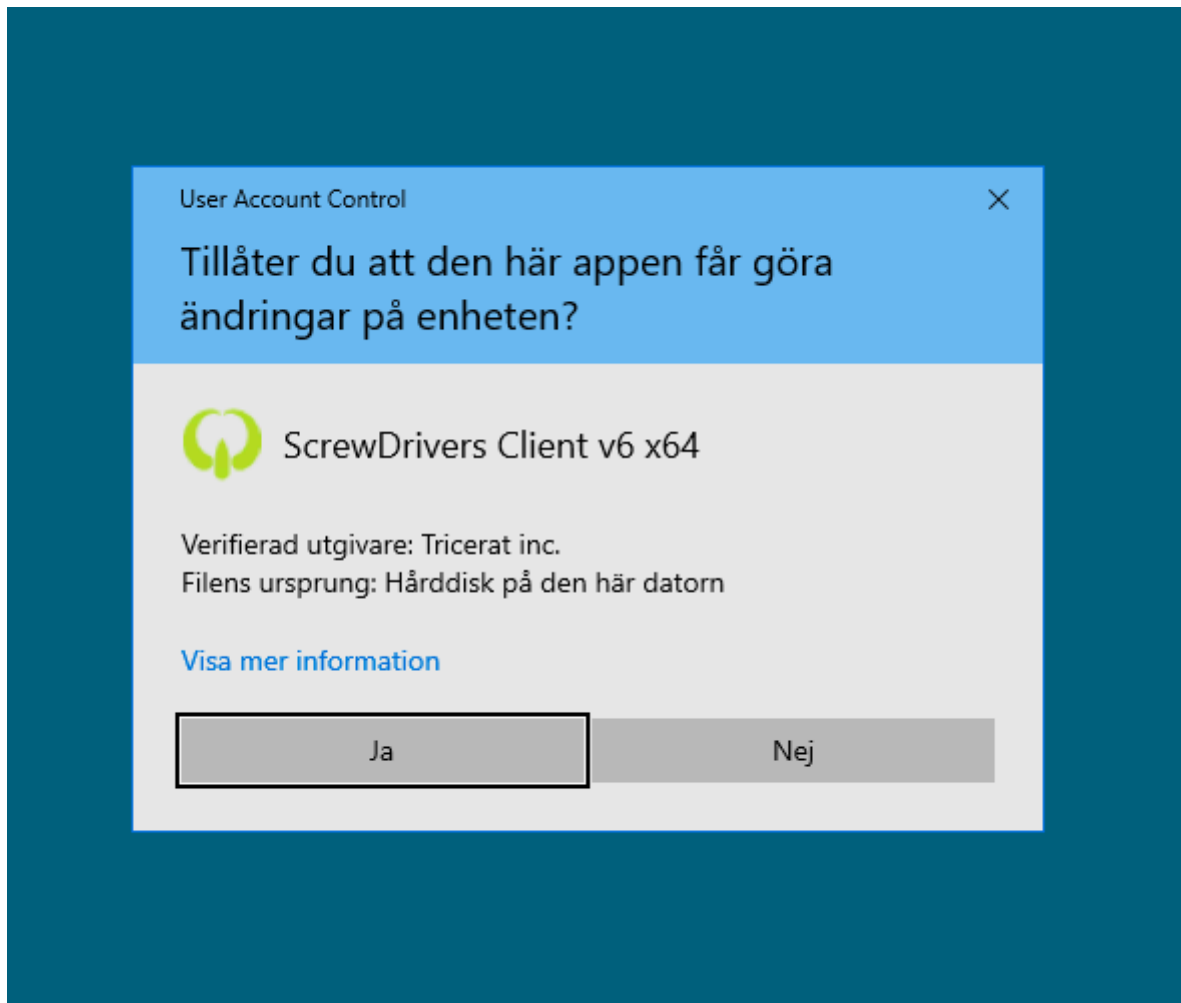 User Account Control
Tillåter du att den här appen får göra
ändringar på enheten?
ScrewDrivers Client v6 x64
Verifierad utgivare: Tricerat inc.
Filens ursprung: Hårddisk på den här datorn
Visa mer information
Ja
Nej